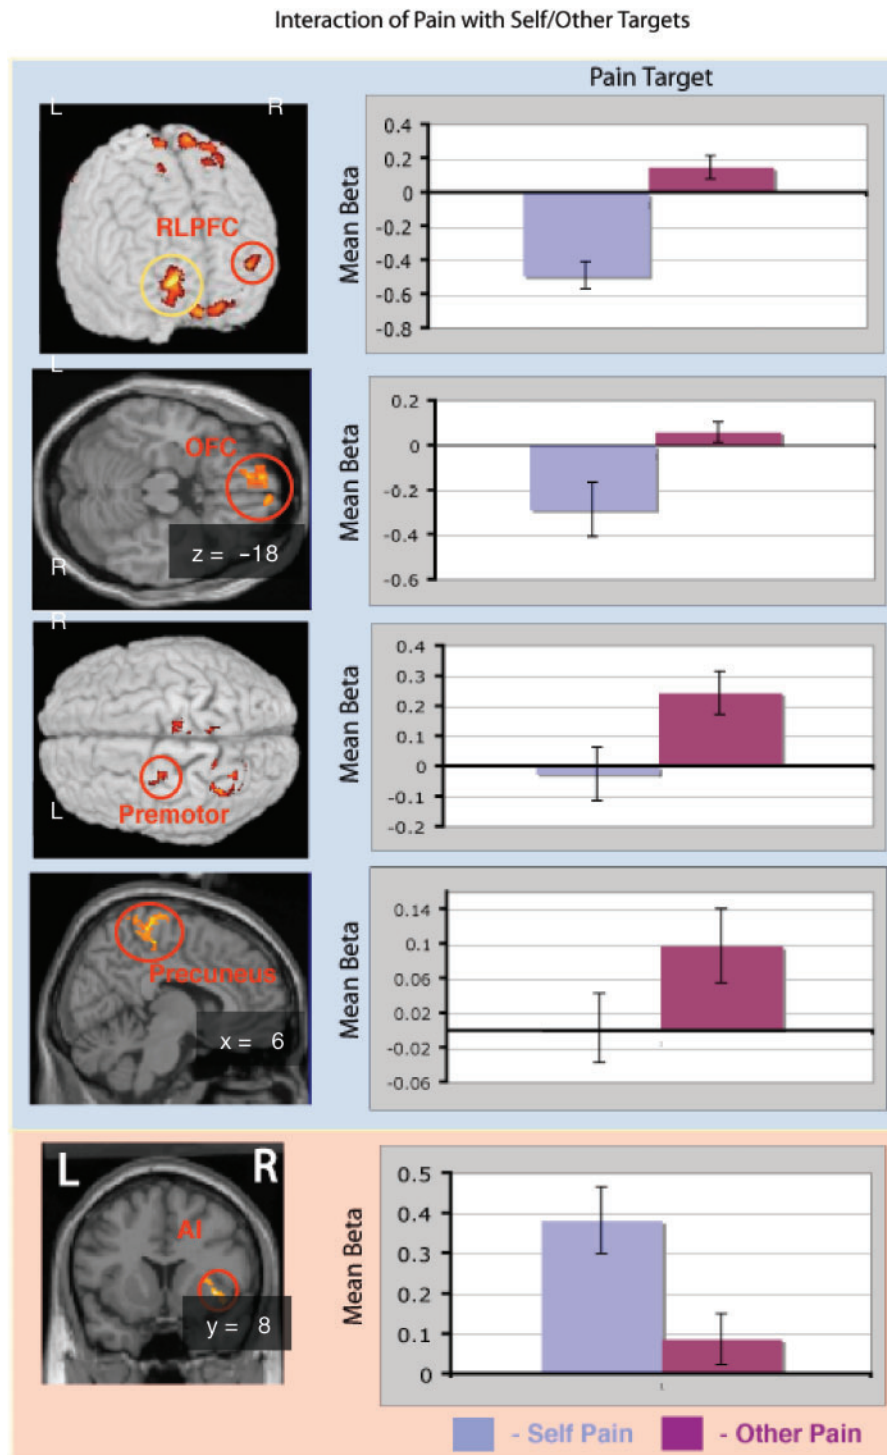 Interaction of Pain with Self/Other Targets
Pain Target
L R
RLPFC
Mean Beta
0.4
0.2
0
-0.2
-0.4
-0.6
-0.8
L
OFC
z = -18
R
Mean Beta
0.2
0
-0.2
-0.4
-0.6
R
Premotor
L
Mean Beta
0.4
0.3
0.2
0.1
0
-0.1
-0.2
Precuneus
x = 6
Mean Beta
0.14
0.1
0.06
0.02
-0.02
-0.06
L R
AI
y = 8
Mean Beta
0.5
0.4
0.3
0.2
0.1
0
1
- Self Pain - Other Pain